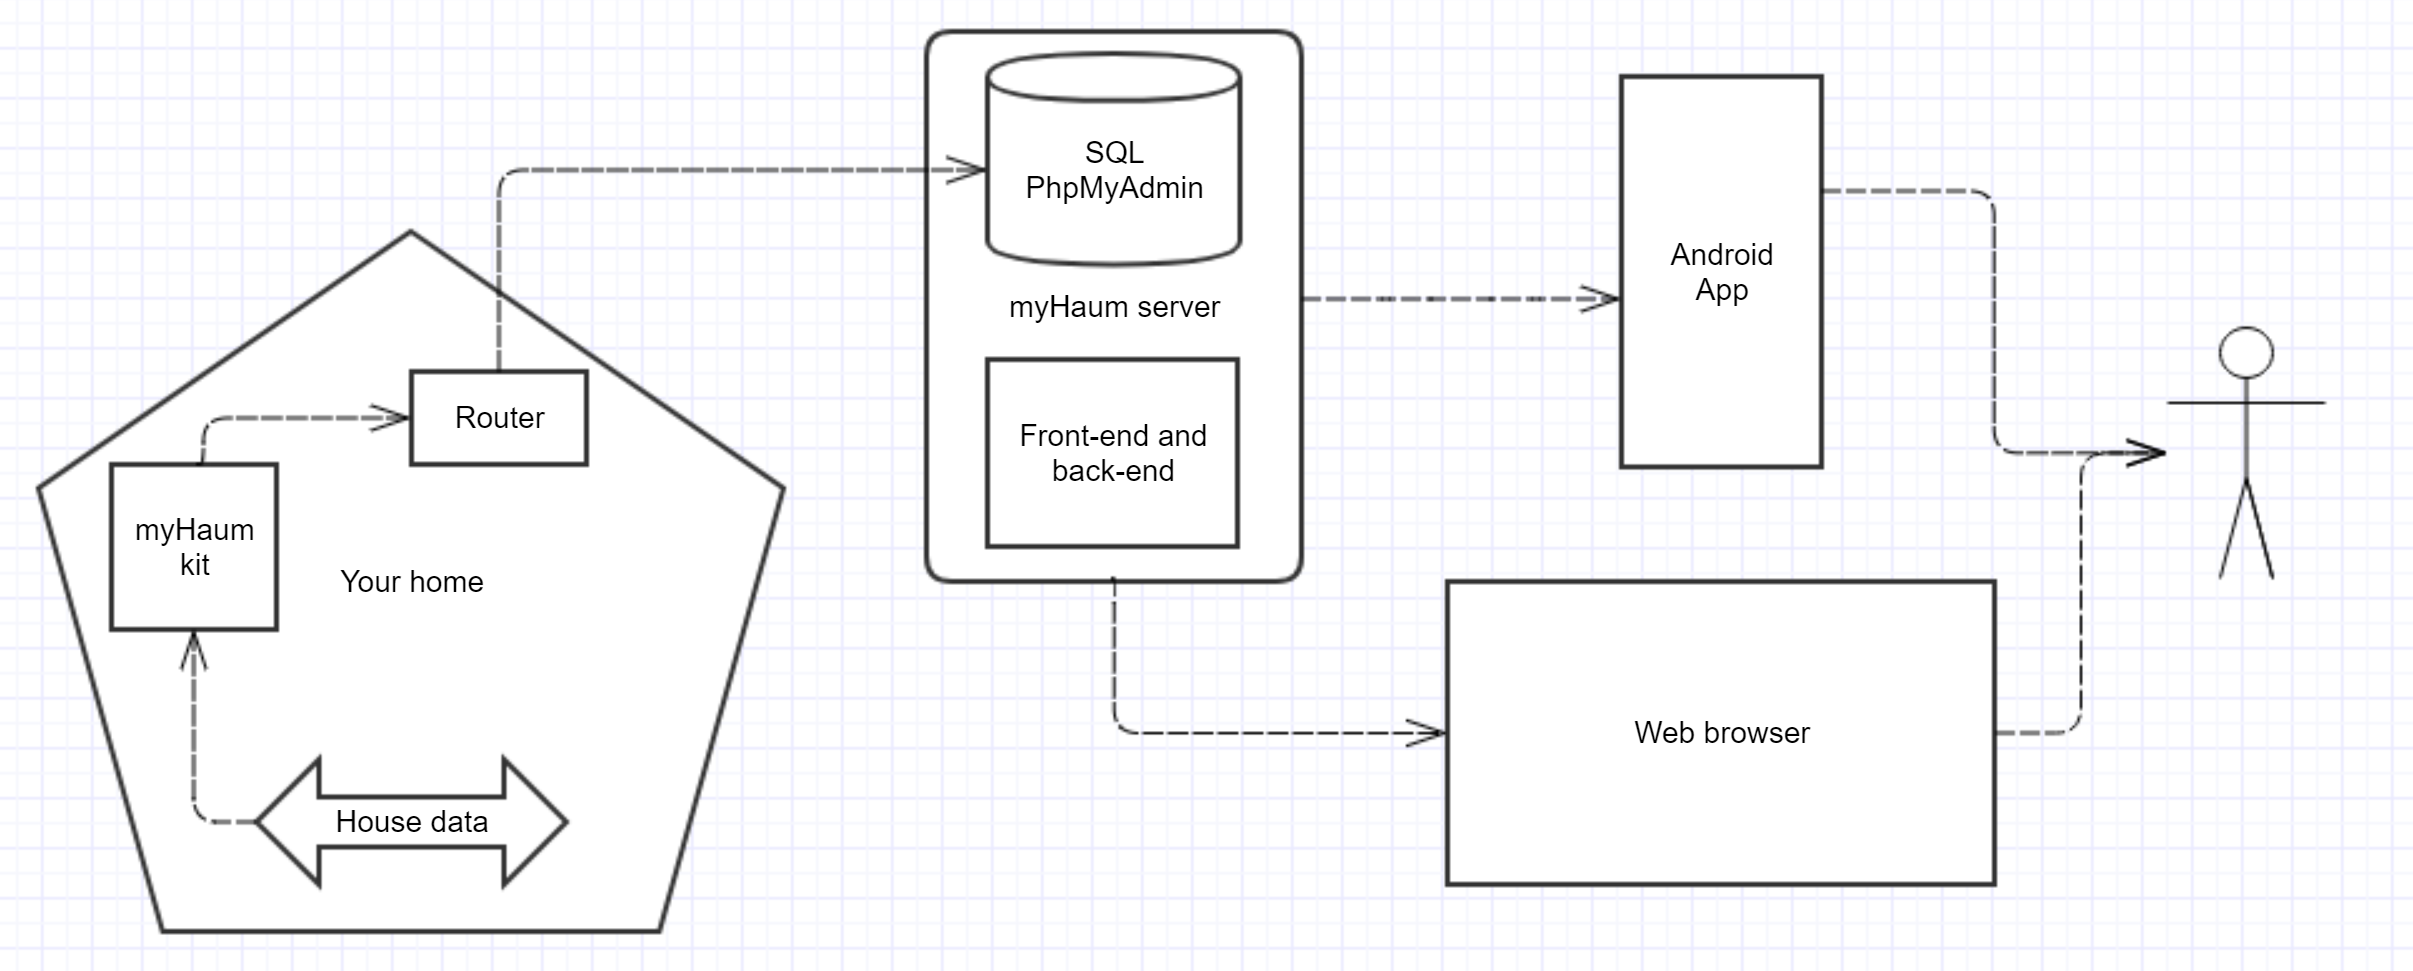 SQL
PhpMyAdmin
myHaum server
Front-end and
back-end
Android
App
Router
myHaum
kit
Your home
House data
Web browser